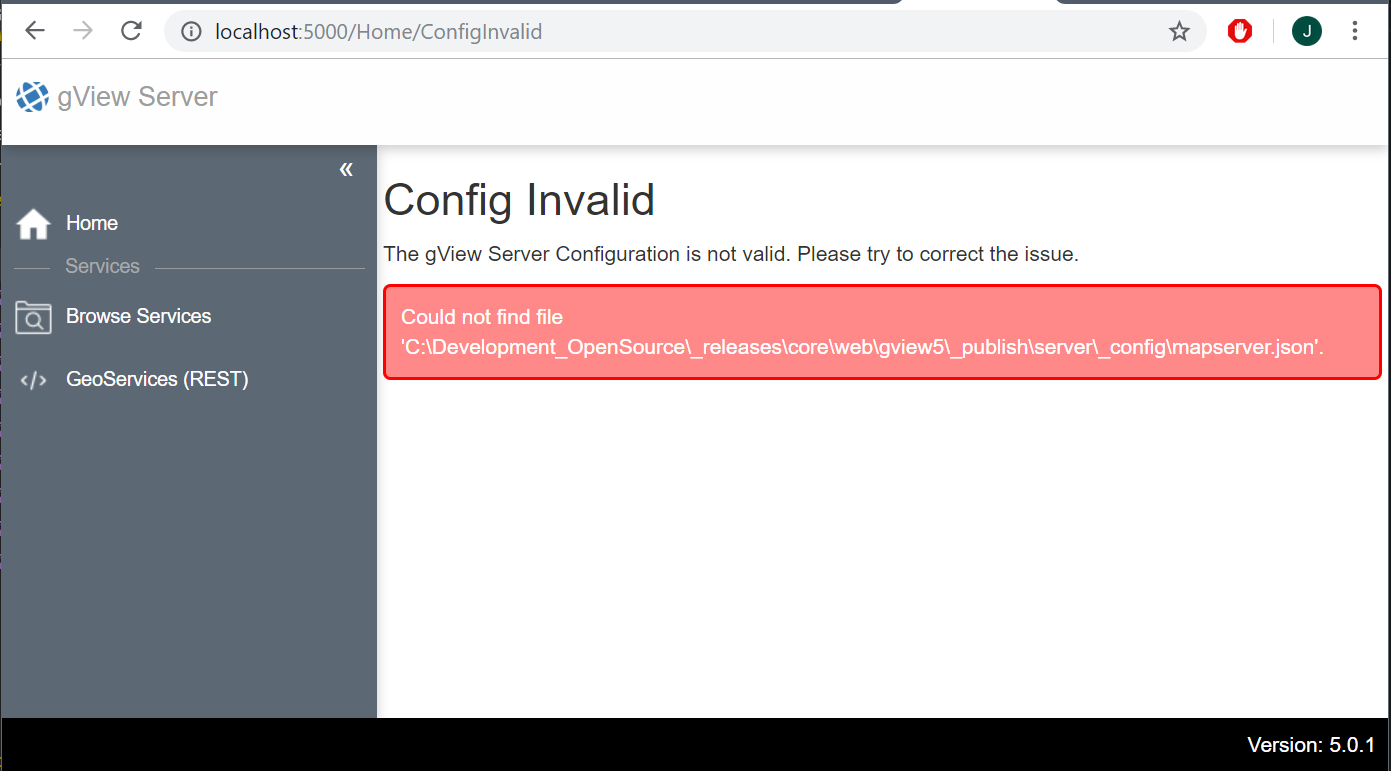 localhost:5000/Home/ConfigInvalid
J
gView Server
«
Home
Services
Browse Services
</> GeoServices (REST)
Config Invalid
The gView Server Configuration is not valid. Please try to correct the issue.
Could not find file
'C:\Development_OpenSource\_releases\core\web\gview5\_publish\server\_config\mapserver.json'.
Version: 5.0.1